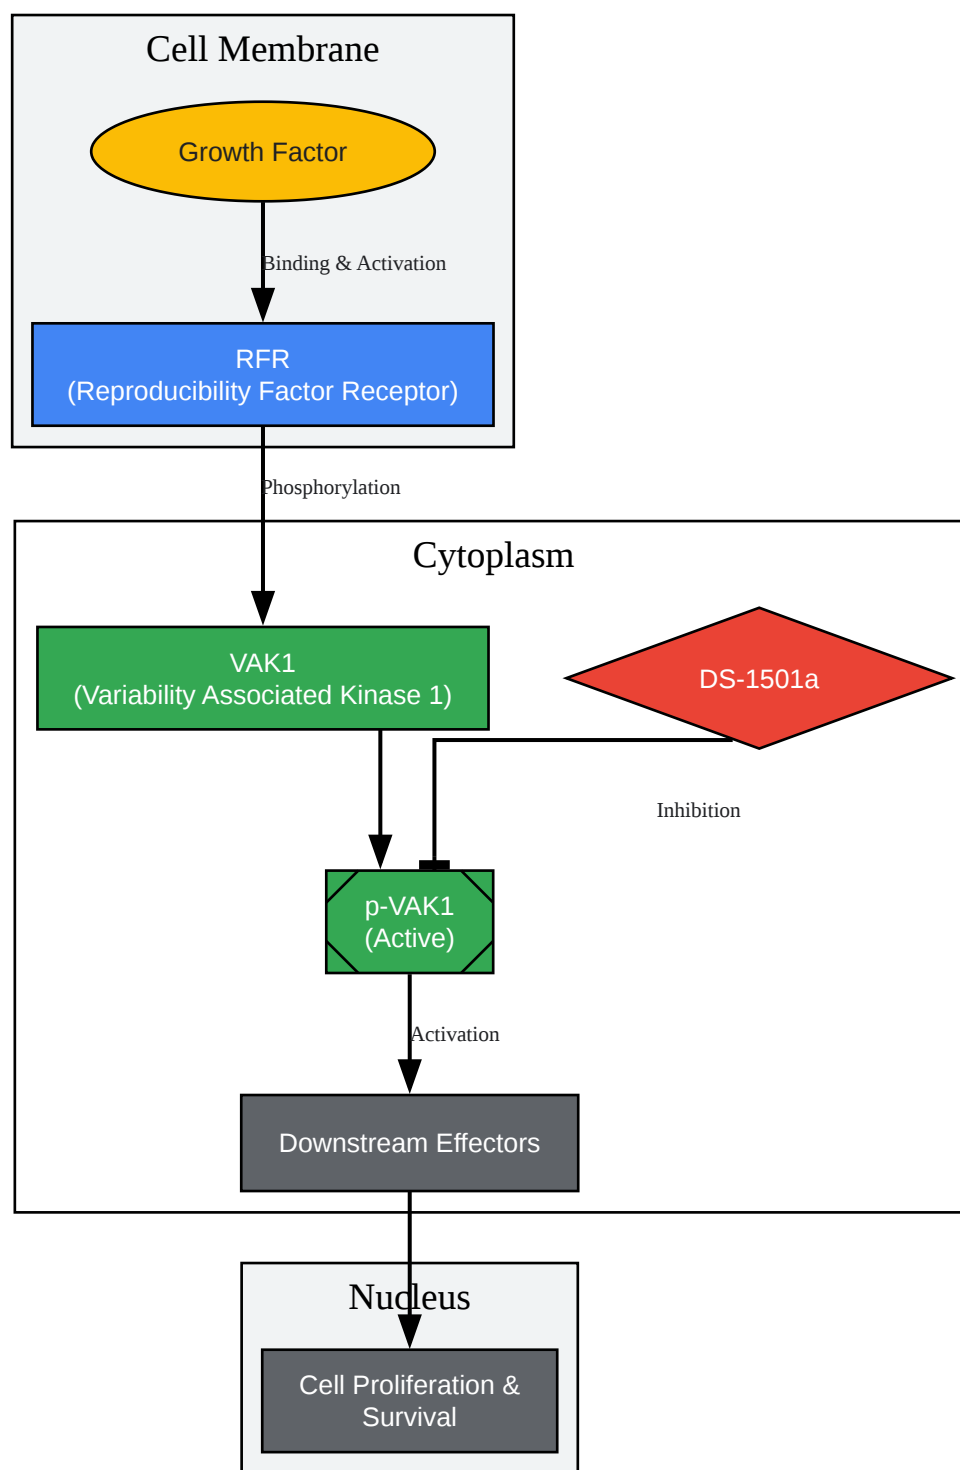 Cell Membrane
Growth Factor
Binding & Activation
RFR
(Reproducibility Factor Receptor)
Phosphorylation
Cytoplasm
VAK1
(Variability Associated Kinase 1)
DS-1501a
Inhibition
p-VAK1
(Active)
Activation
Downstream Effectors
Nucleus
Cell Proliferation &
Survival